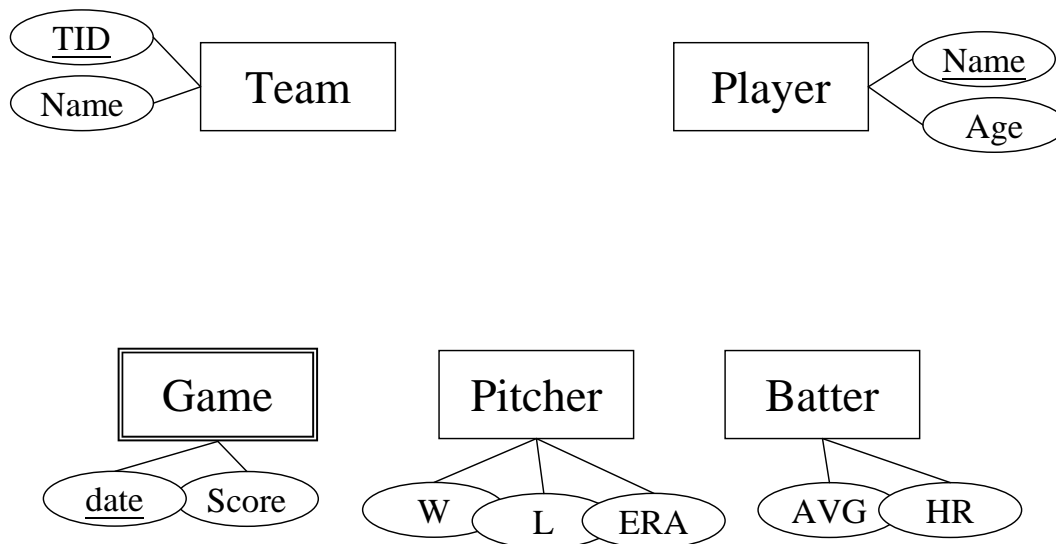 TID
Name
Team
Player
Name
Age
Game
date
Score
Pitcher
W
L
ERA
Batter
AVG
HR